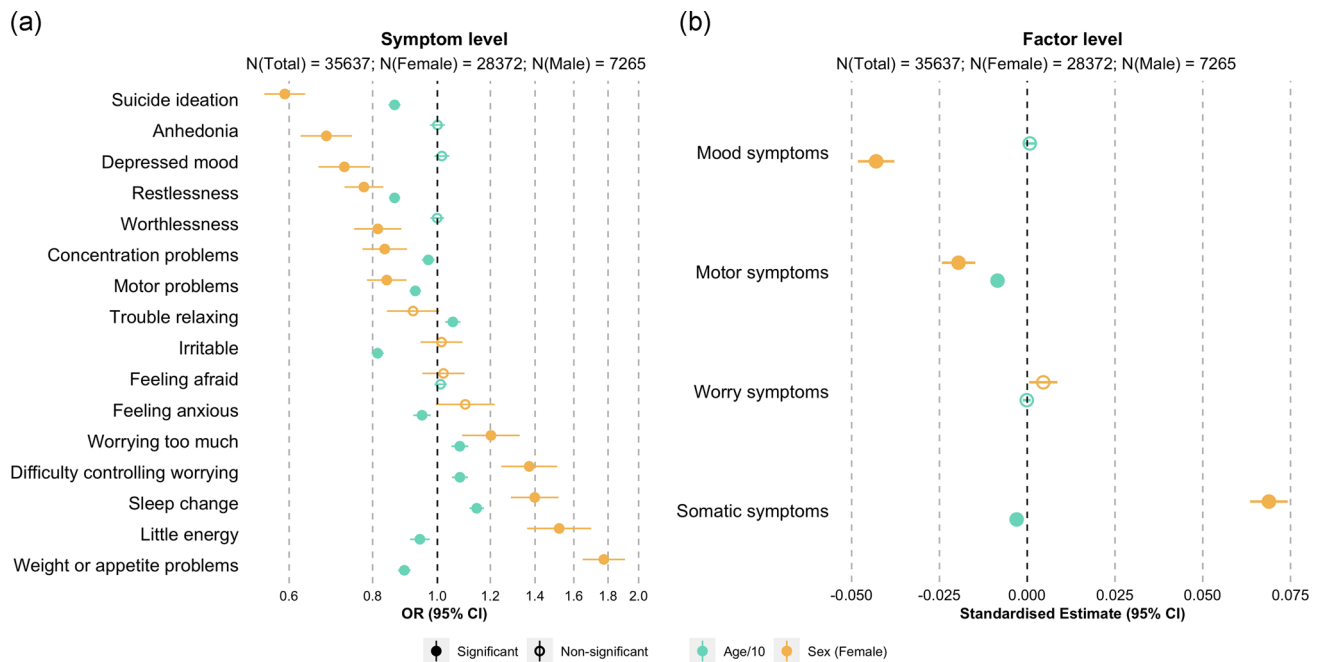 (a)
Symptom level
N(Total) = 35637; N(Female) = 28372; N(Male) = 7265
Suicide ideation
Anhedonia
Depressed mood
Restlessness
Worthlessness
Concentration problems
Motor problems
Trouble relaxing
Irritable
Feeling afraid
Feeling anxious
Worrying too much
Difficulty controlling worrying
Sleep change
Little energy
Weight or appetite problems
0.6 0.8 1.0 1.2 1.4 1.6 1.8 2.0
OR (95% CI)
(b)
Factor level
N(Total) = 35637; N(Female) = 28372; N(Male) = 7265
Mood symptoms
Motor symptoms
Worry symptoms
Somatic symptoms
-0.050 -0.025 0.000 0.025 0.050 0.075
Standardised Estimate (95% CI)
Significant Non-significant Age/10 Sex (Female)